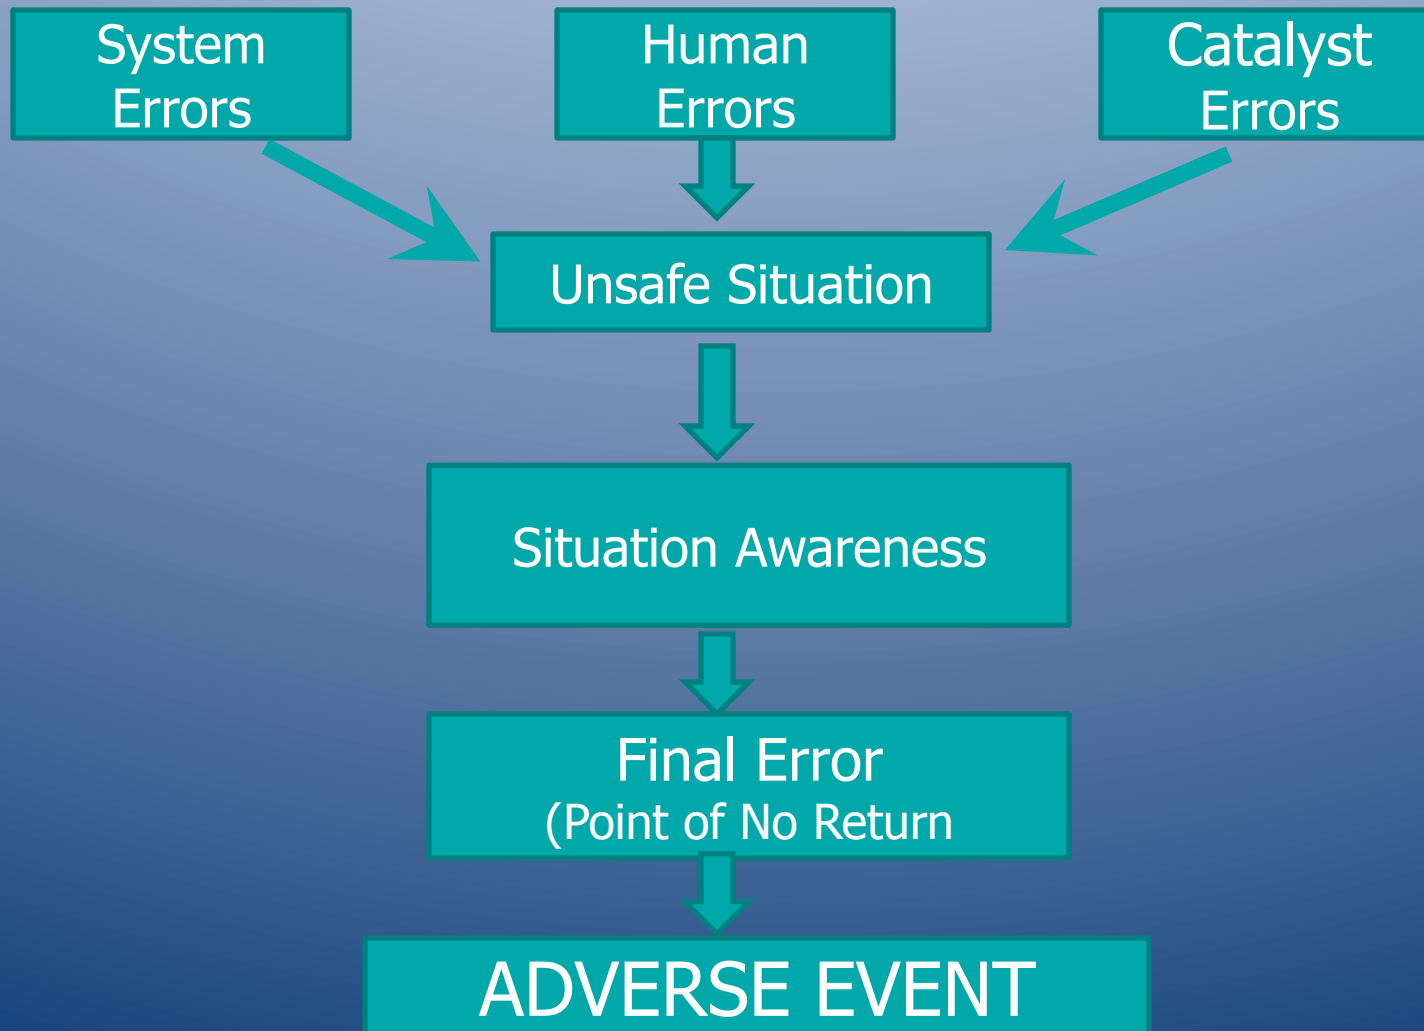 System
Errors
Human
Errors
Catalyst
Errors
Unsafe Situation
Situation Awareness
Final Error
(Point of No Return
ADVERSE EVENT